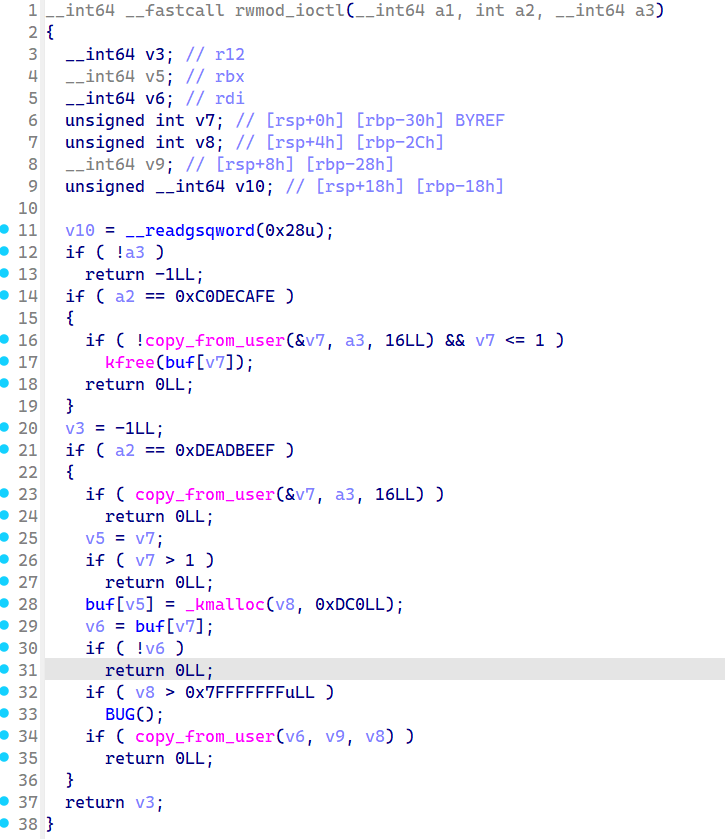 1 __int64 __fastcall rwmod_ioctl(__int64 a1, int a2, __int64 a3)
2 {
3   __int64 v3; // r12
4   __int64 v5; // rbx
5   __int64 v6; // rdi
6   unsigned int v7; // [rsp+0h] [rbp-30h] BYREF
7   unsigned int v8; // [rsp+4h] [rbp-2Ch]
8   __int64 v9; // [rsp+8h] [rbp-28h]
9   unsigned __int64 v10; // [rsp+18h] [rbp-18h]
10
11   v10 = __readgsqword(0x28u);
12   if ( !a3 )
13     return -1LL;
14   if ( a2 == 0xC0DECAFE )
15   {
16     if ( !copy_from_user(&v7, a3, 16LL) && v7 <= 1 )
17       kfree(buf[v7]);
18     return 0LL;
19   }
20   v3 = -1LL;
21   if ( a2 == 0xDEADBEEF )
22   {
23     if ( copy_from_user(&v7, a3, 16LL) )
24       return 0LL;
25     v5 = v7;
26     if ( v7 > 1 )
27       return 0LL;
28     buf[v5] = _kmalloc(v8, 0xDC0LL);
29     v6 = buf[v7];
30     if ( !v6 )
31       return 0LL;
32     if ( v8 > 0x7FFFFFFFuLL )
33       BUG();
34     if ( copy_from_user(v6, v9, v8) )
35       return 0LL;
36   }
37   return v3;
38 }